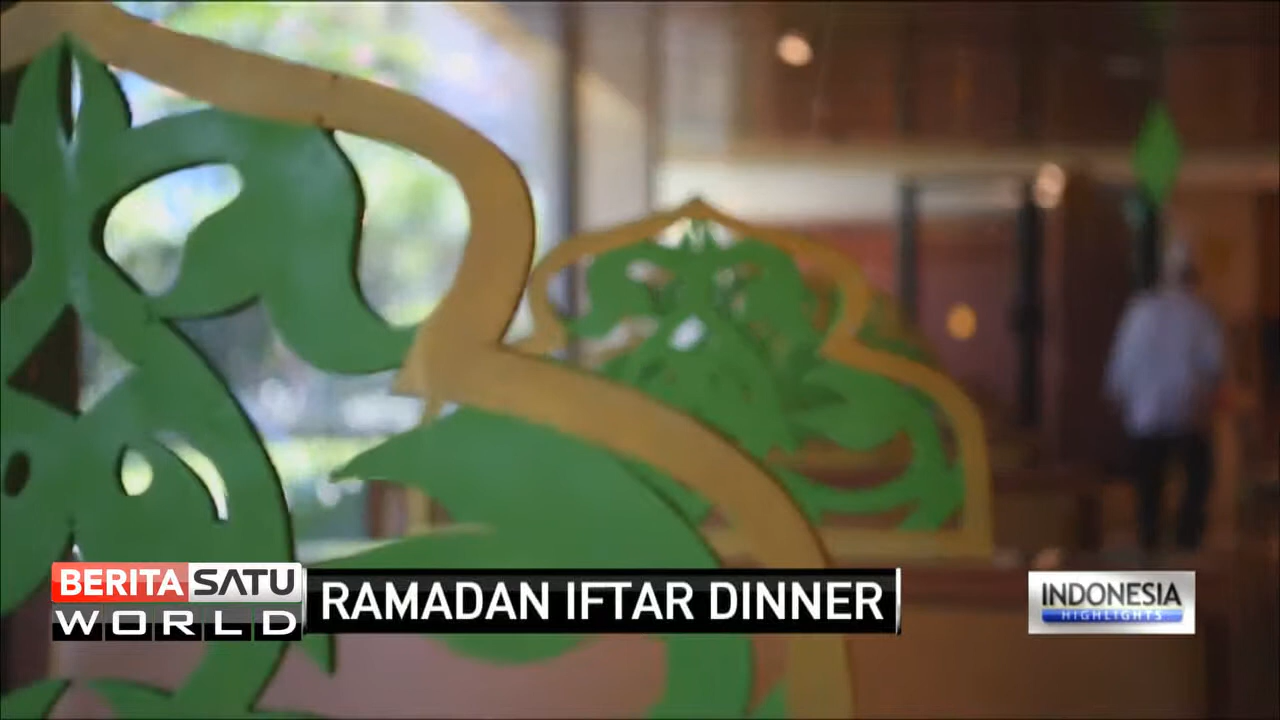 BERITA SATU
WORLD
RAMADAN IFTAR DINNER
INDONESIA
HIGHLIGHTS